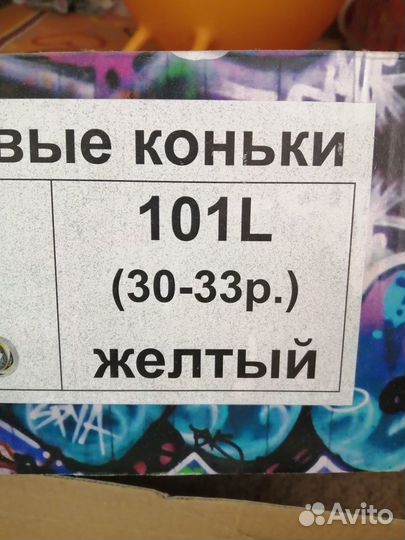 вые коньки
101L
(30-33р.)
желтый
Avito